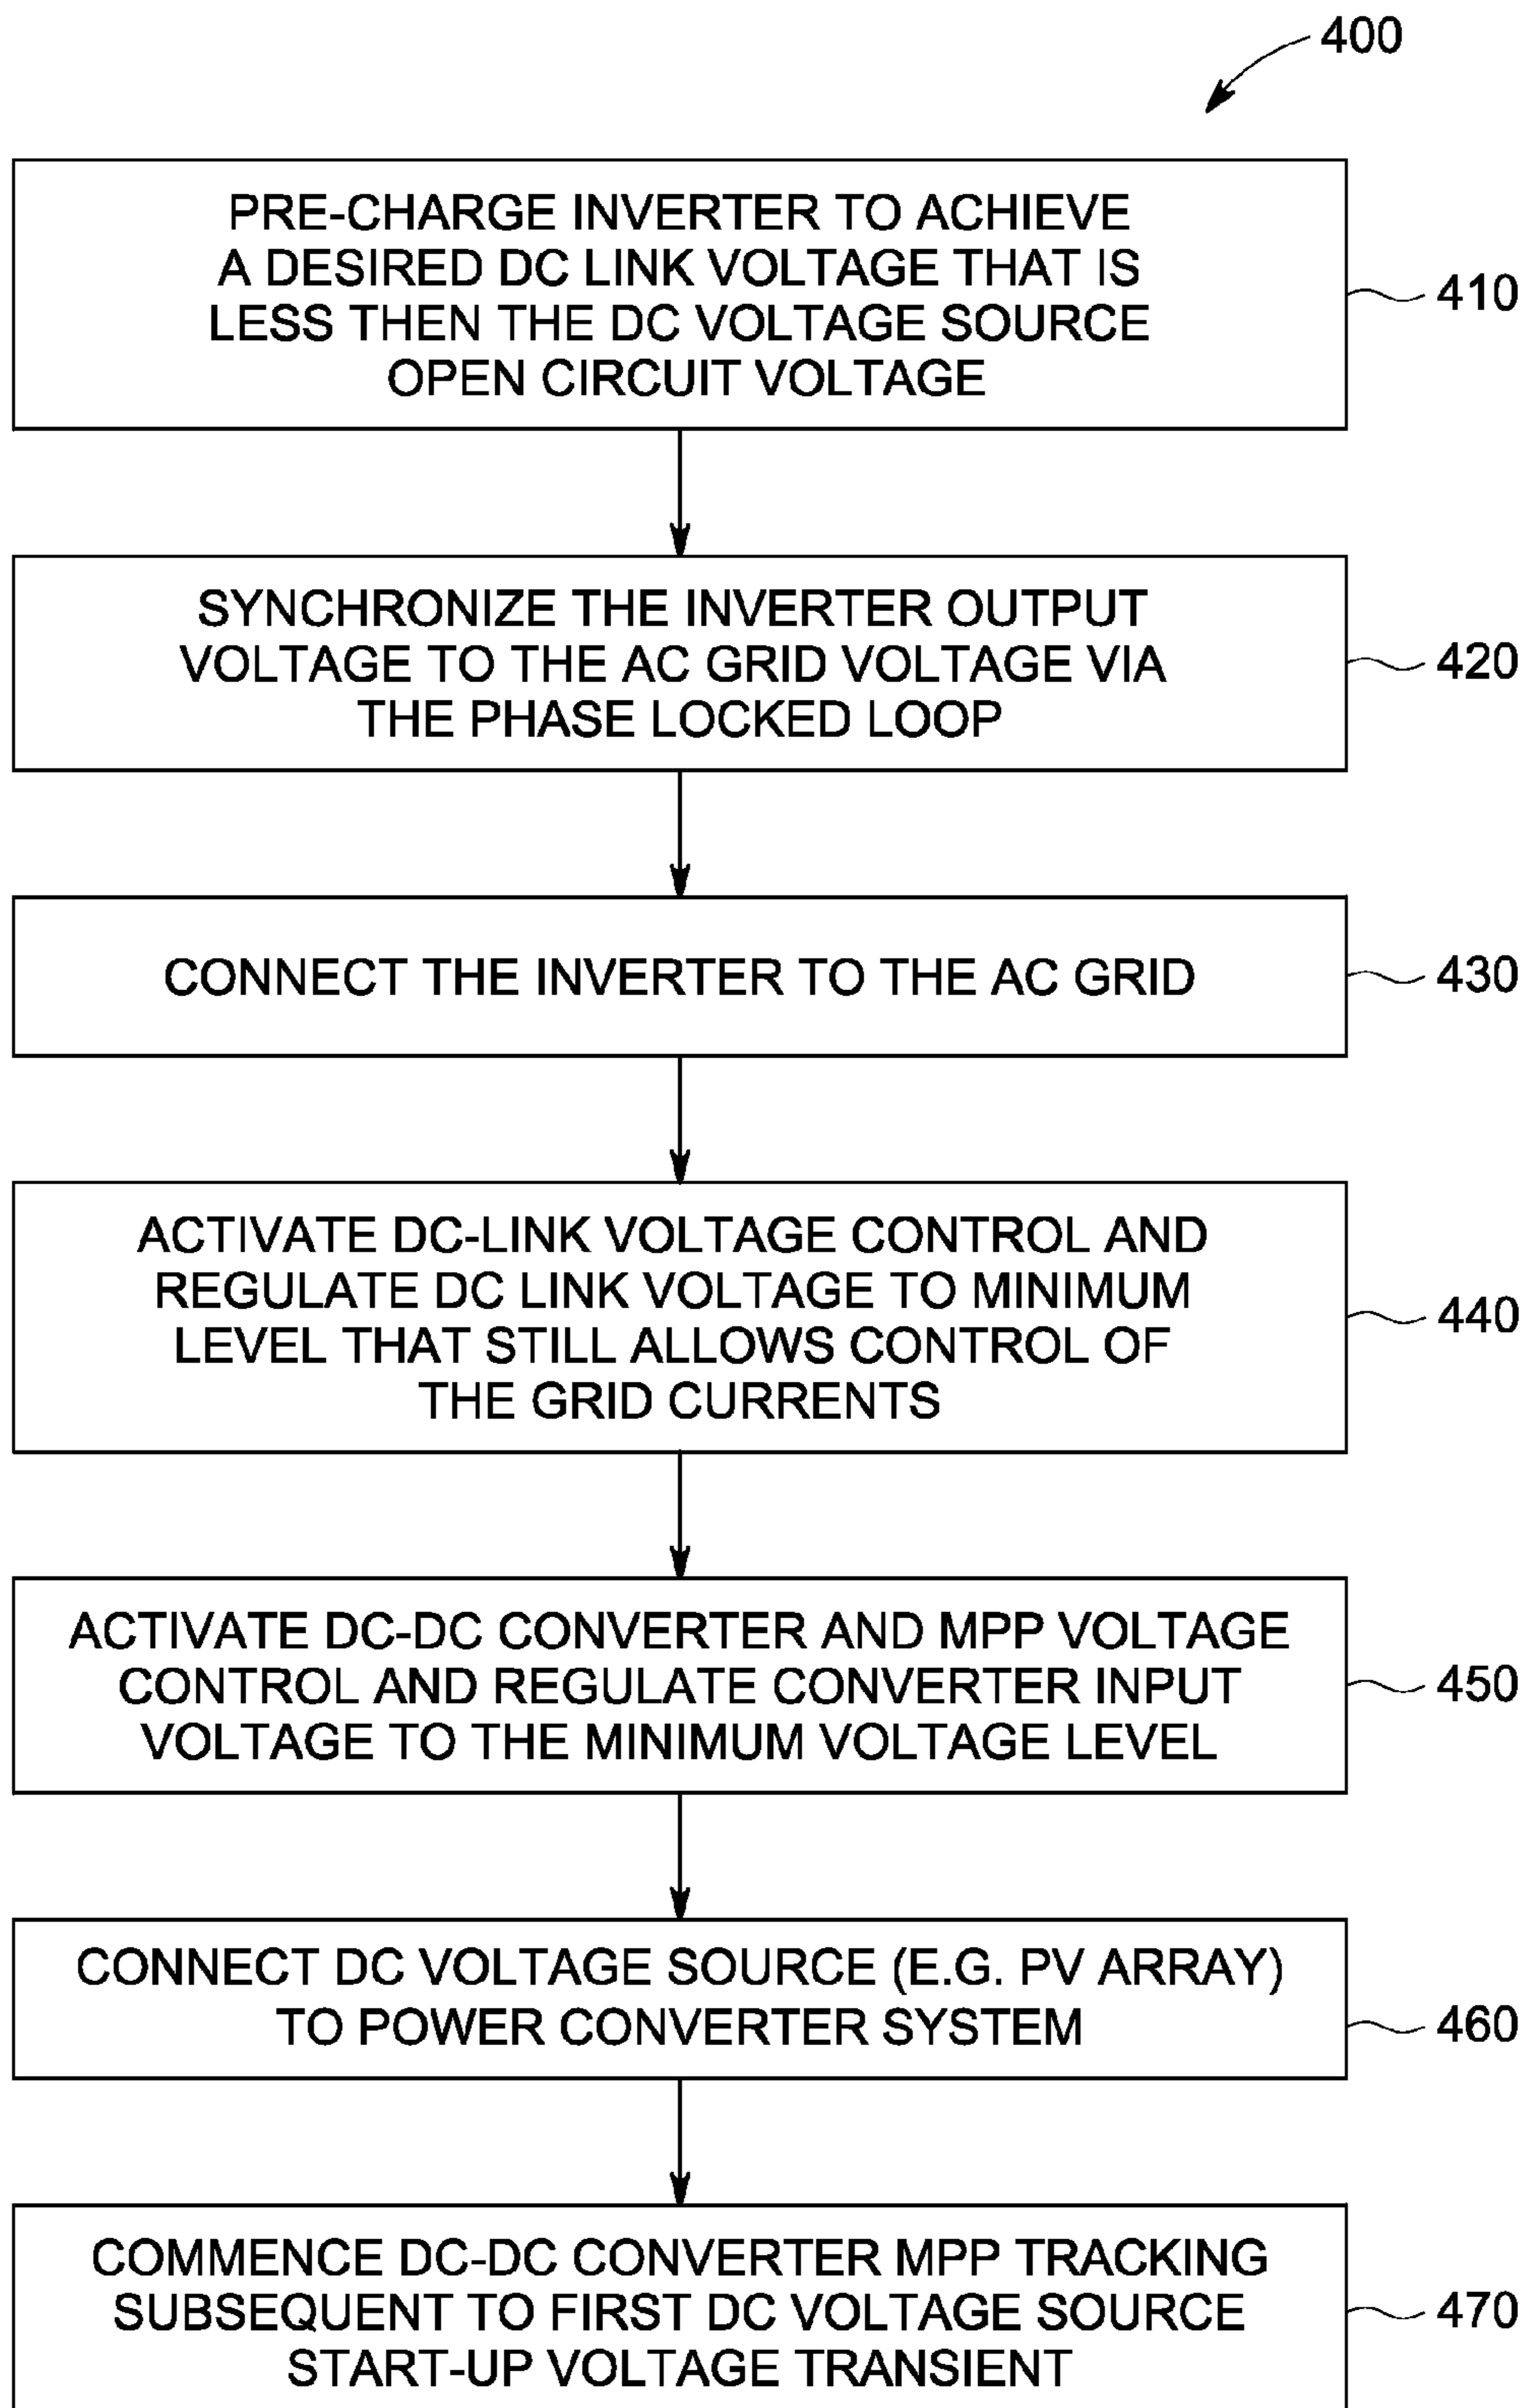 400
PRE-CHARGE INVERTER TO ACHIEVE
A DESIRED DC LINK VOLTAGE THAT IS
LESS THEN THE DC VOLTAGE SOURCE
OPEN CIRCUIT VOLTAGE
410
SYNCHRONIZE THE INVERTER OUTPUT
VOLTAGE TO THE AC GRID VOLTAGE VIA
THE PHASE LOCKED LOOP
420
CONNECT THE INVERTER TO THE AC GRID
430
ACTIVATE DC-LINK VOLTAGE CONTROL AND
REGULATE DC LINK VOLTAGE TO MINIMUM
LEVEL THAT STILL ALLOWS CONTROL OF
THE GRID CURRENTS
440
ACTIVATE DC-DC CONVERTER AND MPP VOLTAGE
CONTROL AND REGULATE CONVERTER INPUT
VOLTAGE TO THE MINIMUM VOLTAGE LEVEL
450
CONNECT DC VOLTAGE SOURCE (E.G. PV ARRAY)
TO POWER CONVERTER SYSTEM
460
COMMENCE DC-DC CONVERTER MPP TRACKING
SUBSEQUENT TO FIRST DC VOLTAGE SOURCE
START-UP VOLTAGE TRANSIENT
470